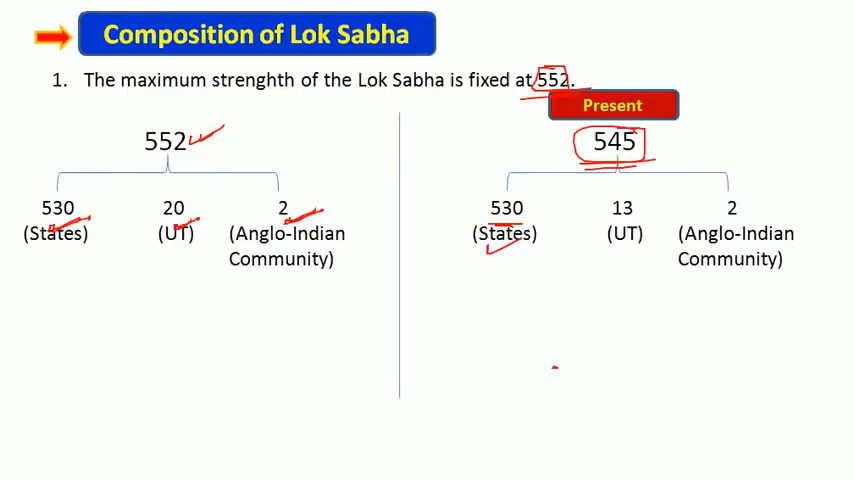 Composition of Lok Sabha
1. The maximum strenghth of the Lok Sabha is fixed at 552.
Present
552
545
530 20 2
(States) (UT) (Anglo-Indian
Community)
530 13 2
(States) (UT) (Anglo-Indian
Community)